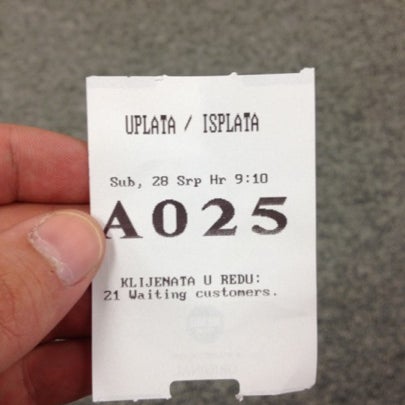 UPLATA / ISPLATA
Sub, 28 Srp Hr 9:10
A025
KLIJENATA U REDU:
21 Waiting customers.